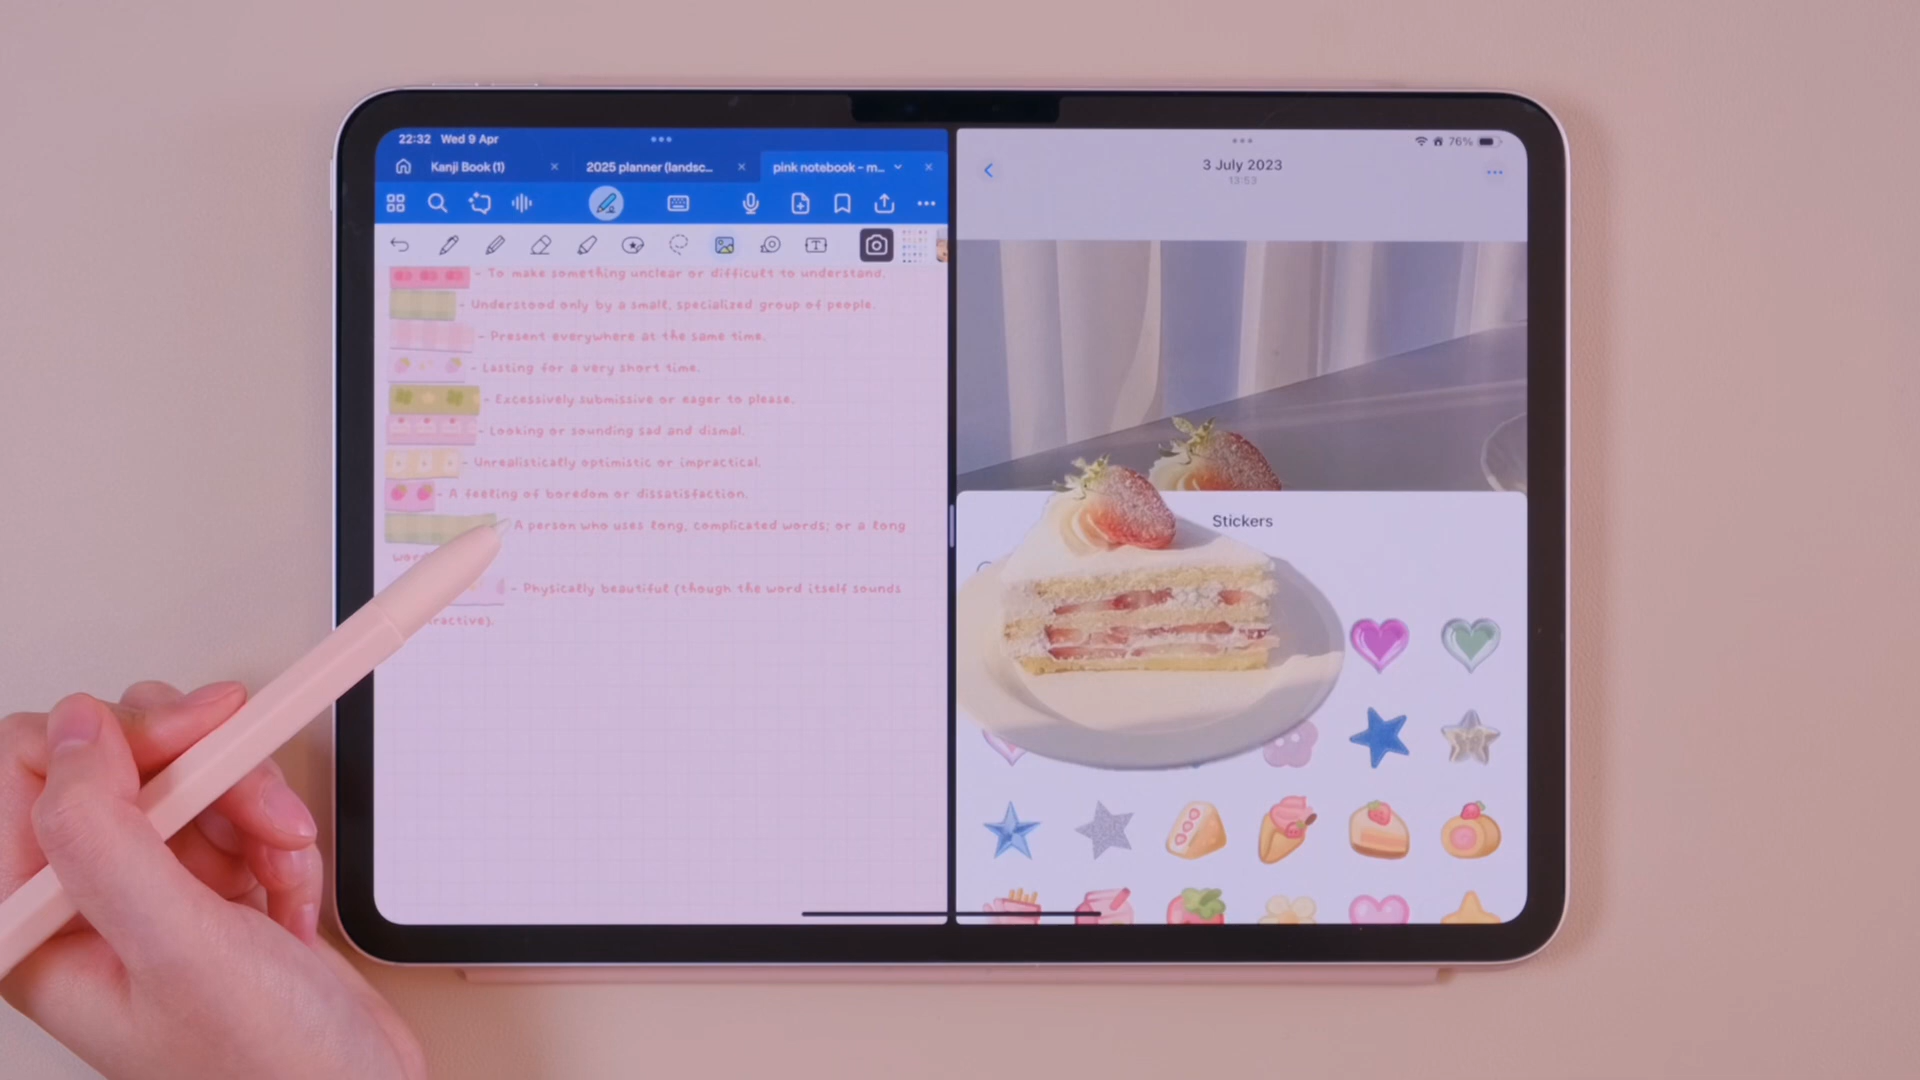 22:32 Wed 9 Apr
Kanji Book (1)
2025 planner (landsc...
pink notebook - m...
- To make something unclear or difficult to understand.
- Understood only by a small, specialized group of people.
- Present everywhere at the same time.
- Lasting for a very short time.
- Excessively submissive or eager to please.
- Looking or sounding sad and dismal.
- Unrealistically optimistic or impractical.
- A feeling of boredom or dissatisfaction.
A person who uses long, complicated words; or a long
- Physically beautiful (though the word itself sounds
76%
3 July 2023
13:53
Stickers